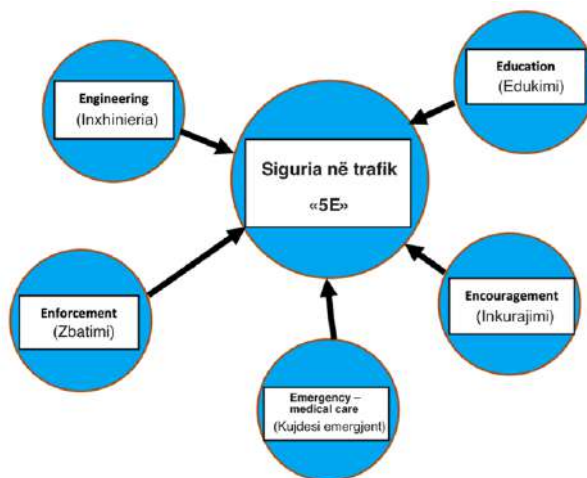 Engineering
(Inxhinieria)
Education
(Edukimi)
Siguria në trafik
«5E»
Enforcement
(Zbatimi)
Encouragement
(Inkurajimi)
Emergency –
medical care
(Kujdesi emergjent)